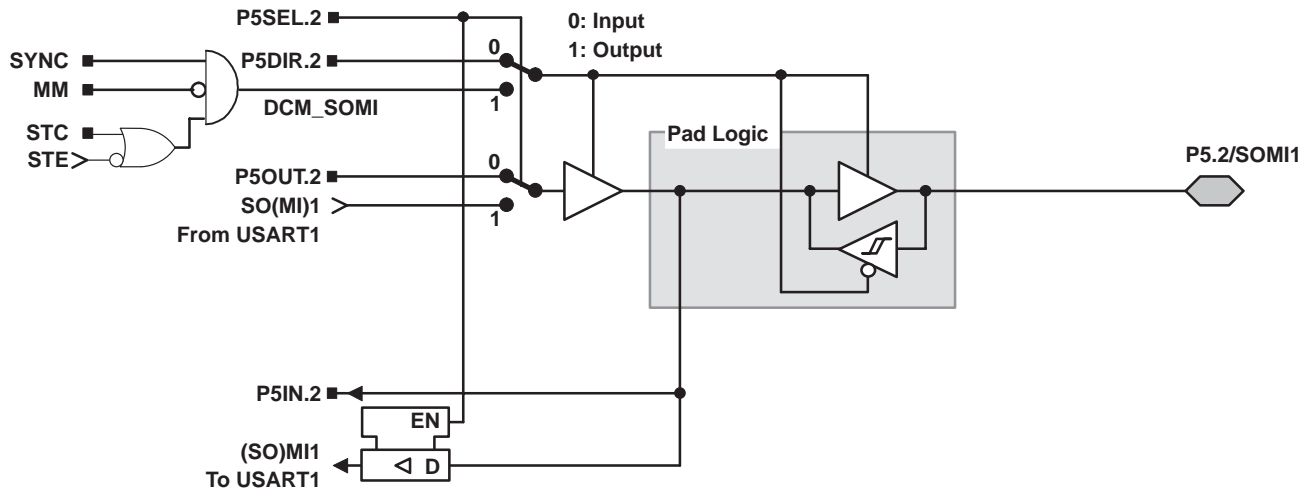 P5SEL.2
0: Input
1: Output
SYNC
P5DIR.2
0
MM
DCM_SOMI
1
STC
STE
Pad Logic
P5.2/SOMI1
P5OUT.2
0
SO(MI)1
1
From USART1
P5IN.2
EN
(SO)MI1
D
To USART1